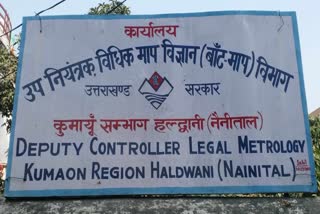 कार्यालय
उप नियंत्रक विधिक माप विज्ञान (बाँट-माप) विभाग
उत्तराखण्ड सरकार
कुमायूँ सम्भाग हल्द्वानी (नैनीताल)
DEPUTY CONTROLLER LEGAL METROLOGY
KUMAON REGION HALDWANI (NAINITAL)